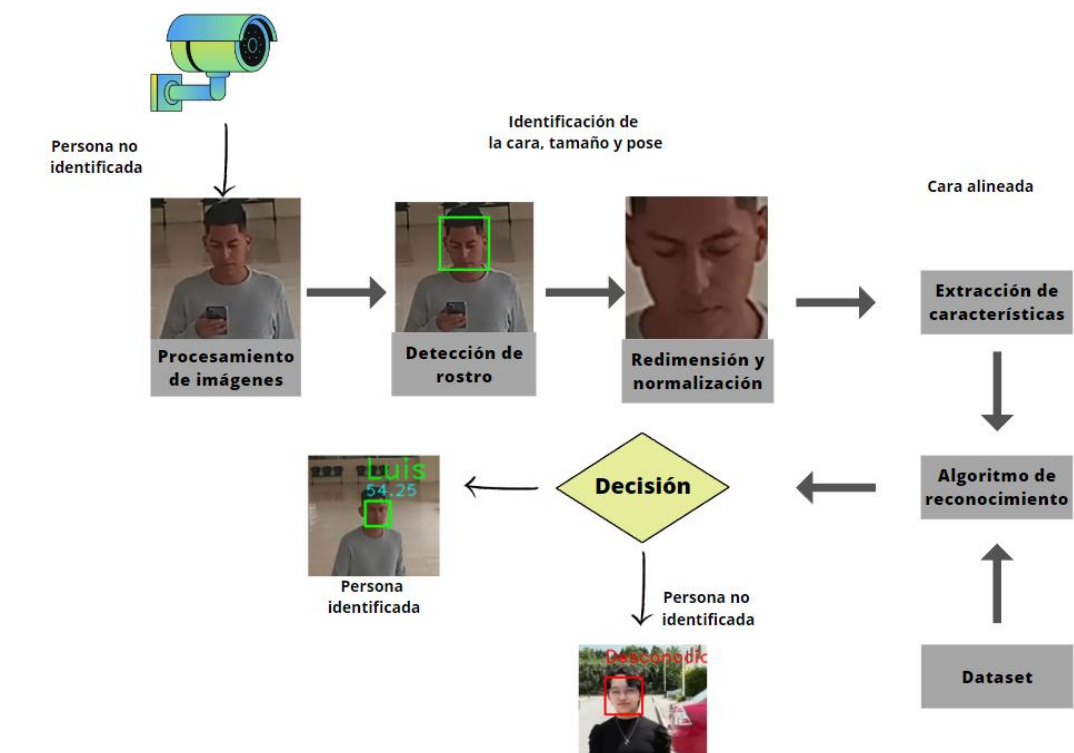 Persona no
identificada
Identificación de
la cara, tamaño y pose
Cara alineada
Procesamiento
de imágenes
Detección de
rostro
Redimensión y
normalización
Extracción de
características
Algoritmo de
reconocimiento
Decisión
Luis
54.25
Persona
identificada
Persona no
identificada
Desconodic
Dataset